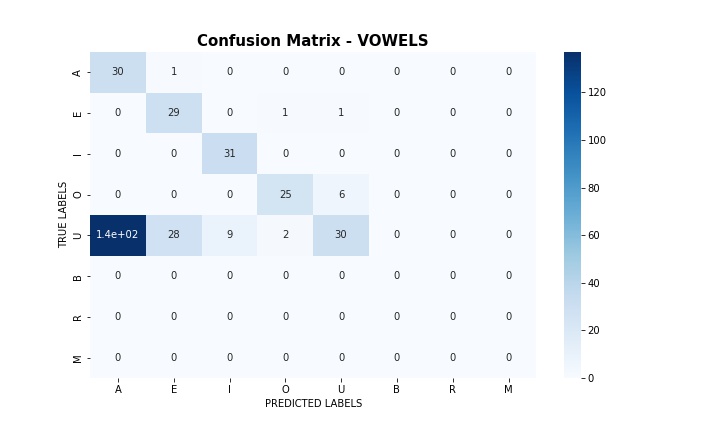 Confusion Matrix - VOWELS
A 30 1 0 0 0 0 0 0
E 0 29 0 1 1 0 0 0
I 0 0 31 0 0 0 0 0
O 0 0 0 25 6 0 0 0
U 1.4e+02 28 9 2 30 0 0 0
B 0 0 0 0 0 0 0 0
R 0 0 0 0 0 0 0 0
M 0 0 0 0 0 0 0 0
A E I O U B R M
TRUE LABELS
PREDICTED LABELS
120
100
80
60
40
20
0